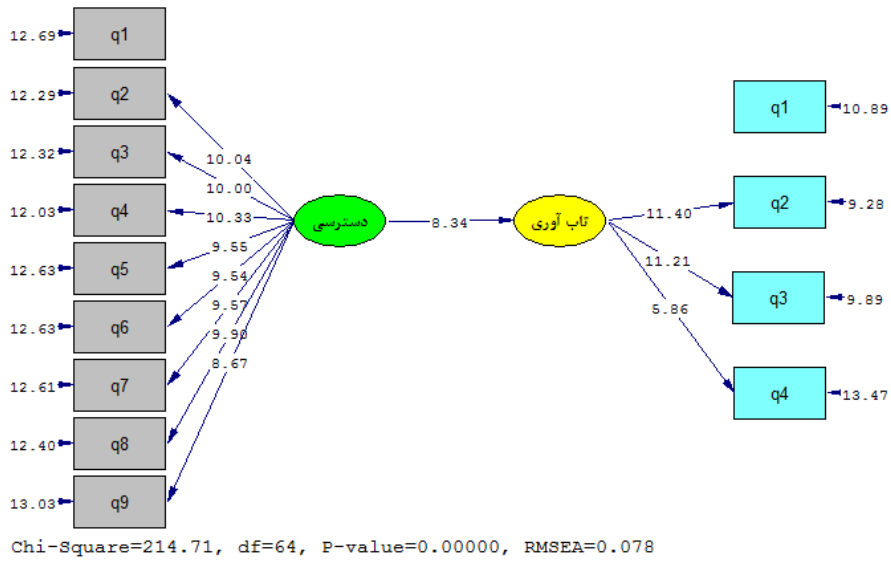 12.69 q1
12.29 q2
12.32 q3
12.03 q4
12.63 q5
12.63 q6
12.61 q7
12.40 q8
13.03 q9
10.04
10.00
10.33
9.55
9.54
9.57
9.90
8.67
دسترسی
8.34
تاب آوری
11.40
11.21
5.86
q1 10.89
q2 9.28
q3 9.89
q4 13.47
Chi-Square=214.71, df=64, P-value=0.00000, RMSEA=0.078